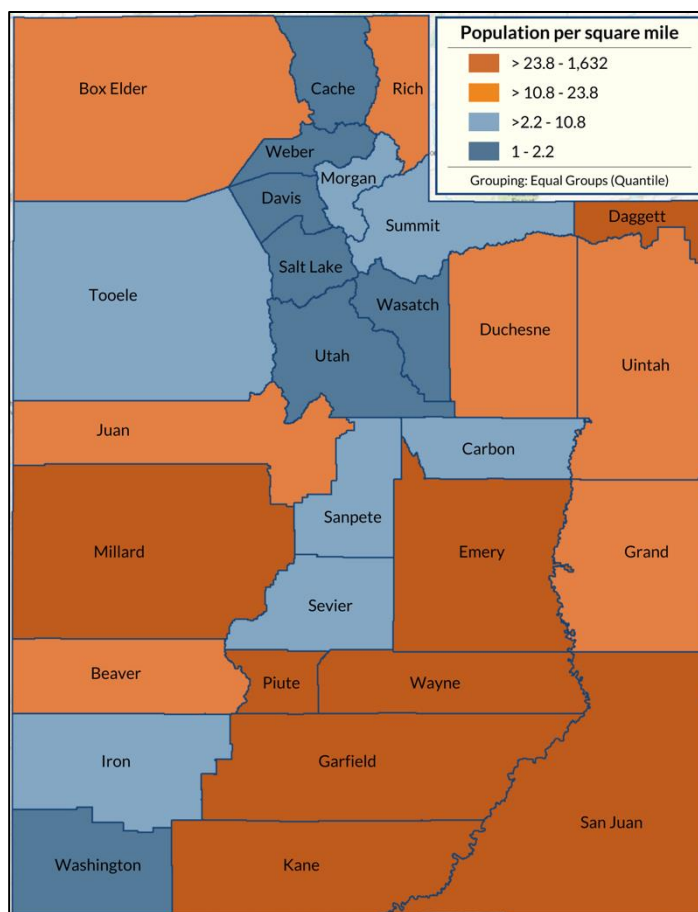 Population per square mile
> 23.8 - 1,632
> 10.8 - 23.8
>2.2 - 10.8
1 - 2.2
Grouping: Equal Groups (Quantile)
Box Elder
Cache
Rich
Weber
Morgan
Davis
Summit
Daggett
Salt Lake
Tooele
Wasatch
Duchesne
Utah
Uintah
Juan
Carbon
Sanpete
Millard
Emery
Grand
Sevier
Beaver
Piute
Wayne
Iron
Garfield
San Juan
Washington
Kane